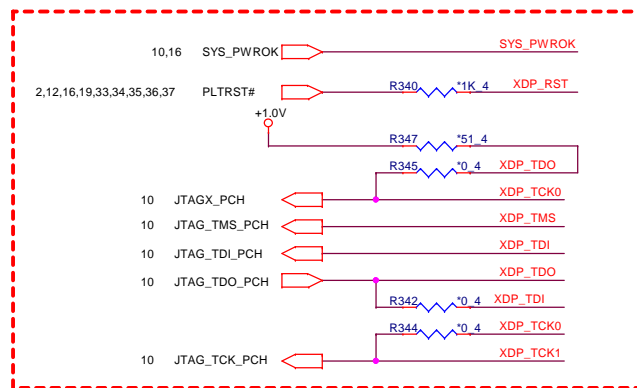 10,16 SYS_PWROK SYS_PWROK
2,12,16,19,33,34,35,36,37 PLTRST# R340 *1K_4 XDP_RST
+1.0V
R347 *51_4
R345 *0_4 XDP_TDO
10 JTAGX_PCH XDP_TCK0
10 JTAG_TMS_PCH XDP_TMS
10 JTAG_TDI_PCH XDP_TDI
10 JTAG_TDO_PCH XDP_TDO
R342 *0_4 XDP_TDI
R344 *0_4 XDP_TCK0
10 JTAG_TCK_PCH XDP_TCK1